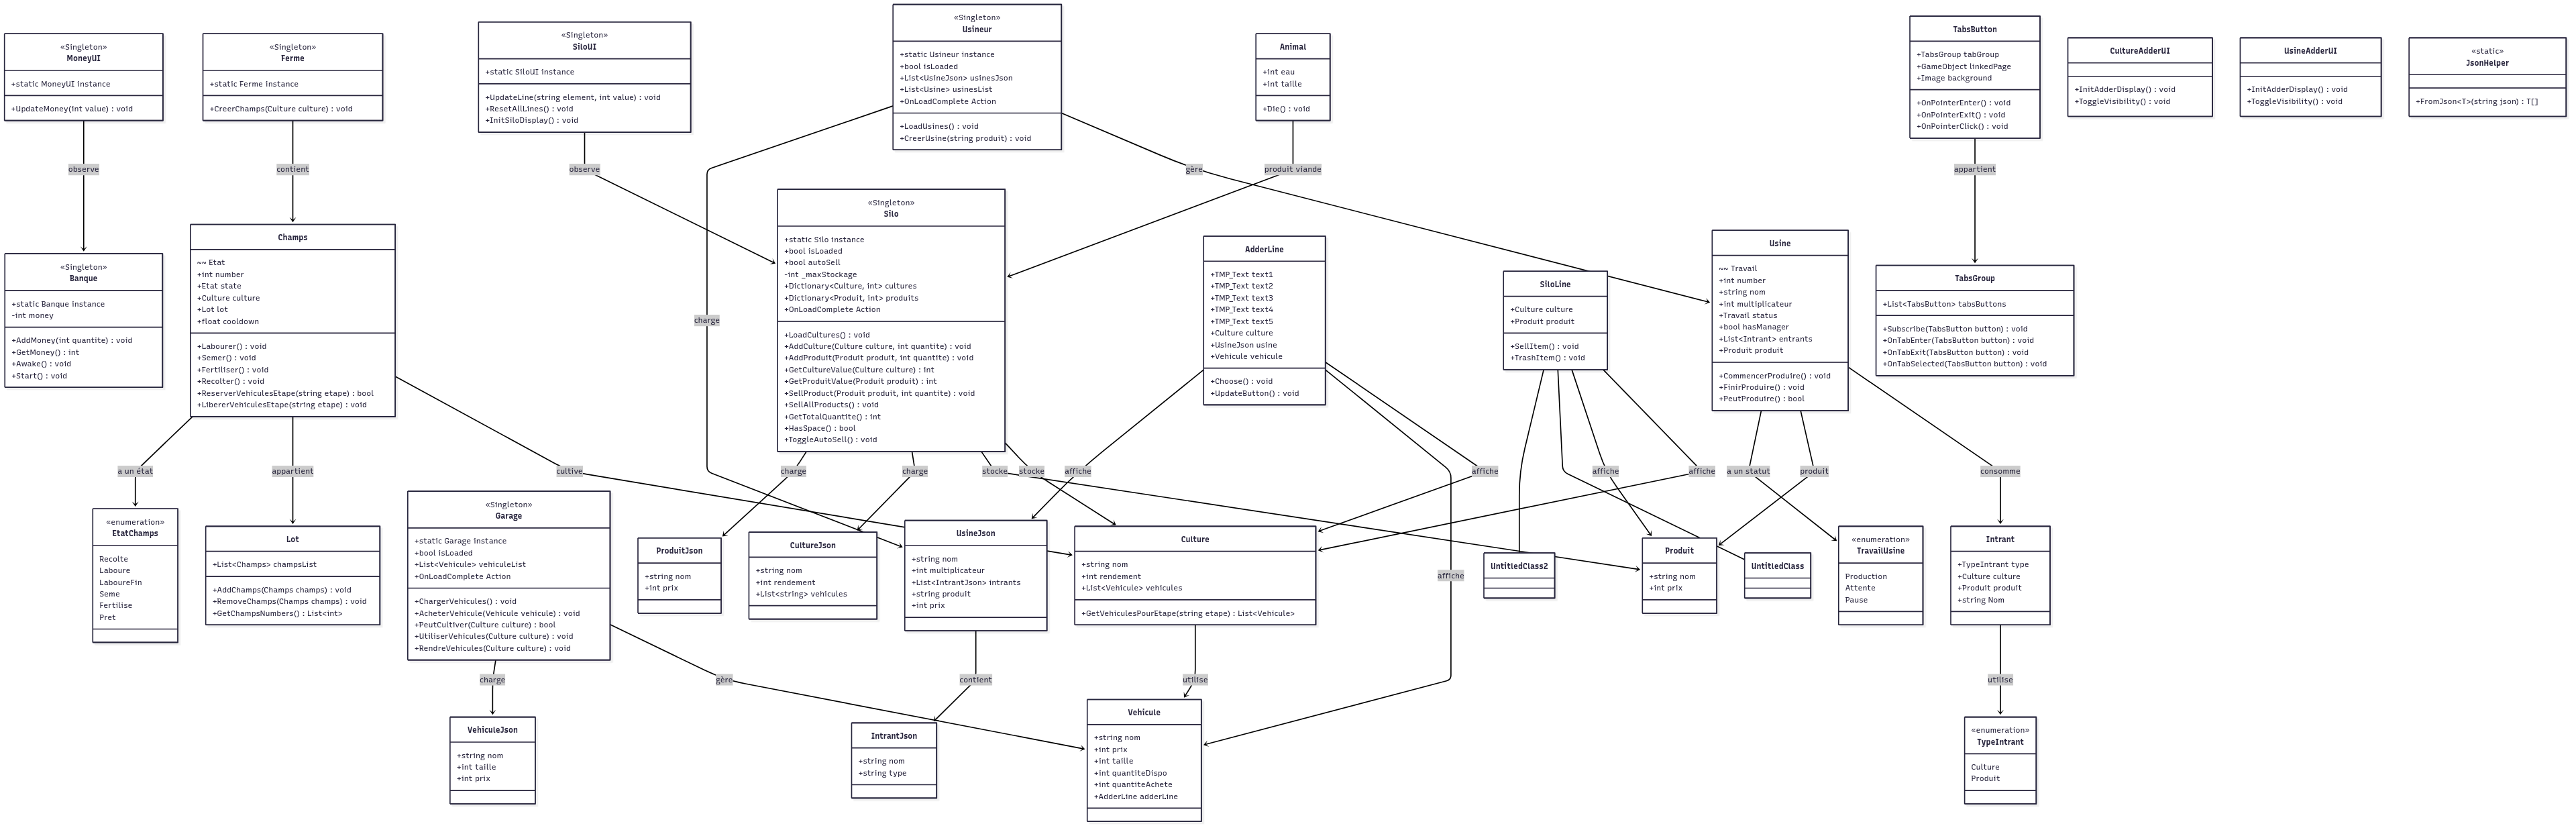 «Singleton»
MoneyUI
+static MoneyUI instance
+UpdateMoney(int value) : void
«Singleton»
Ferme
+static Ferme instance
+CreerChamps(Culture culture) : void
«Singleton»
SiloUI
+static SiloUI instance
+UpdateLine(string element, int value) : void
+ResetAllLines() : void
+InitSiloDisplay() : void
«Singleton»
Usineur
+static Usineur instance
+bool isLoaded
+List<UsineJson> usinesJson
+List<Usine> usinesList
+OnLoadComplete Action
+LoadUsines() : void
+CreerUsine(string produit) : void
Animal
+int eau
+int taille
+Die() : void
TabsButton
+TabsGroup tabGroup
+GameObject linkedPage
+Image background
+OnPointerEnter() : void
+OnPointerExit() : void
+OnPointerClick() : void
CultureAdderUI
+InitAdderDisplay() : void
+ToggleVisibility() : void
UsineAdderUI
+InitAdderDisplay() : void
+ToggleVisibility() : void
«static»
JsonHelper
+FromJson<T>(string json) : T[]
observe
contient
observe
produit viande
gère
appartient
«Singleton»
Banque
+static Banque instance
-int money
+AddMoney(int quantite) : void
+GetMoney() : int
+Awake() : void
+Start() : void
Champs
~~ Etat
+int number
+Etat state
+Culture culture
+Lot lot
+float cooldown
+Labourer() : void
+Semer() : void
+Fertiliser() : void
+Recolter() : void
+ReserverVehiculesEtape(string etape) : bool
+LibererVehiculesEtape(string etape) : void
charge
«Singleton»
Silo
+static Silo instance
+bool isLoaded
+bool autoSell
-int _maxStockage
+Dictionary<Culture, int> cultures
+Dictionary<Produit, int> produits
+OnLoadComplete Action
+LoadCultures() : void
+AddCulture(Culture culture, int quantite) : void
+AddProduit(Produit produit, int quantite) : void
+GetCultureValue(Culture culture) : int
+GetProduitValue(Produit produit) : int
+SellProduct(Produit produit, int quantite) : void
+SellAllProducts() : void
+GetTotalQuantite() : int
+HasSpace() : bool
+ToggleAutoSell() : void
AdderLine
+TMP_Text text1
+TMP_Text text2
+TMP_Text text3
+TMP_Text text4
+TMP_Text text5
+Culture culture
+UsineJson usine
+Vehicule vehicule
+Choose() : void
+UpdateButton() : void
SiloLine
+Culture culture
+Produit produit
+SellItem() : void
+TrashItem() : void
Usine
~~ Travail
+int number
+string nom
+int multiplicateur
+Travail status
+bool hasManager
+List<Intrant> entrants
+Produit produit
+CommencerProduire() : void
+FinirProduire() : void
+PeutProduire() : bool
TabsGroup
+List<TabsButton> tabsButtons
+Subscribe(TabsButton button) : void
+OnTabEnter(TabsButton button) : void
+OnTabExit(TabsButton button) : void
+OnTabSelected(TabsButton button) : void
a un état
appartient
cultive
charge
charge
stocke
stocke
affiche
affiche
affiche
affiche
a un statut
produit
consomme
«enumeration»
EtatChamps
Recolte
Laboure
LaboureFin
Seme
Fertilise
Pret
Lot
+List<Champs> champsList
+AddChamps(Champs champs) : void
+RemoveChamps(Champs champs) : void
+GetChampsNumbers() : List<int>
«Singleton»
Garage
+static Garage instance
+bool isLoaded
+List<Vehicule> vehiculeList
+OnLoadComplete Action
+ChargerVehicules() : void
+AcheterVehicule(Vehicule vehicule) : void
+PeutCultiver(Culture culture) : bool
+UtiliserVehicules(Culture culture) : void
+RendreVehicules(Culture culture) : void
ProduitJson
+string nom
+int prix
CultureJson
+string nom
+int rendement
+List<string> vehicules
UsineJson
+string nom
+int multiplicateur
+List<IntrantJson> intrants
+string produit
+int prix
Culture
+string nom
+int rendement
+List<Vehicule> vehicules
+GetVehiculesPourEtape(string etape) : List<Vehicule>
affiche
UntitledClass2
Produit
+string nom
+int prix
UntitledClass
«enumeration»
TravailUsine
Production
Attente
Pause
Intrant
+TypeIntrant type
+Culture culture
+Produit produit
+string Nom
charge
gère
contient
utilise
utilise
VehiculeJson
+string nom
+int taille
+int prix
IntrantJson
+string nom
+string type
Vehicule
+string nom
+int prix
+int taille
+int quantiteDispo
+int quantiteAchete
+AdderLine adderLine
«enumeration»
TypeIntrant
Culture
Produit